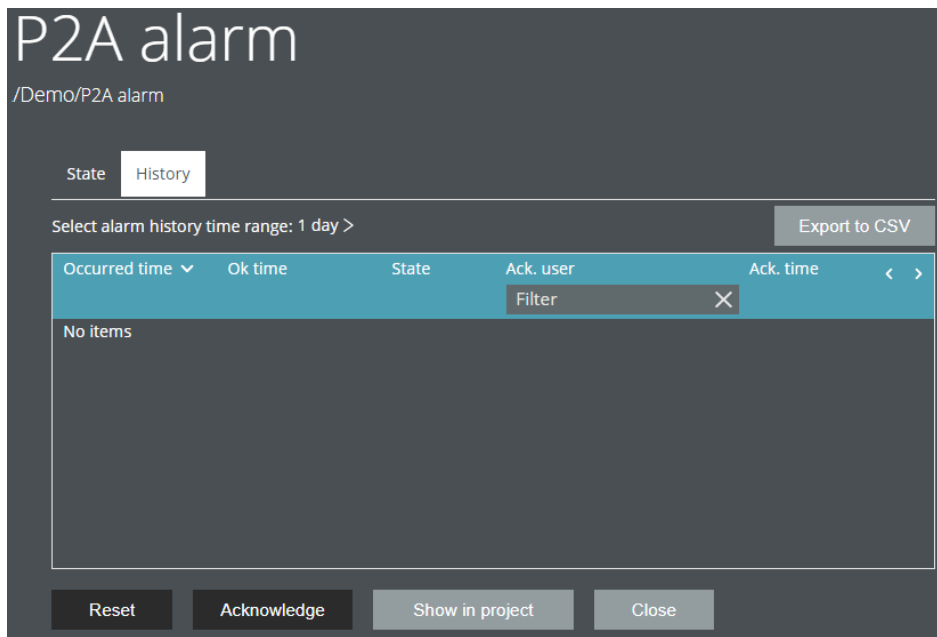 P2A alarm
/Demo/P2A alarm
State History
Select alarm history time range: 1 day >
Export to CSV
Occurred time Ok time State Ack. user Ack. time
Filter
No items
Reset Acknowledge Show in project Close